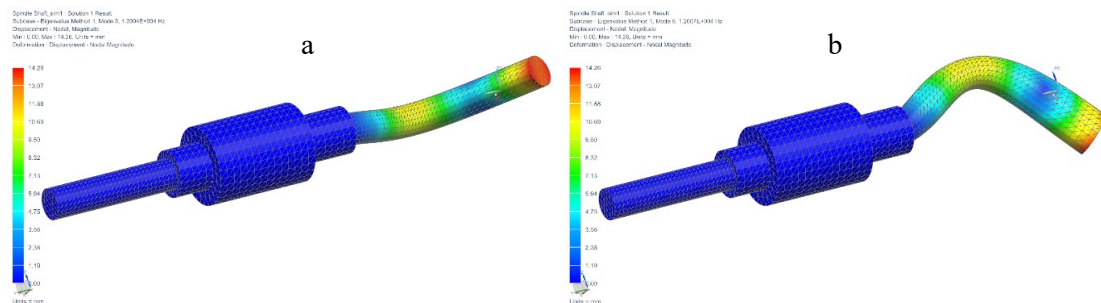 Spindle Shaft_sim1 : Solution 1 Result
Subcase - Eigenvalue Method 1, Mode 5, 1.2004E+004 Hz
Displacement - Nodal, Magnitude
Min : 0.00, Max : 14.26, Units = mm
Deformation : Displacement - Nodal Magnitude
a
14.26
13.07
11.88
10.69
9.50
8.32
7.13
5.94
4.75
3.56
2.38
1.19
0.00
Units = mm
Spindle Shaft_sim1 : Solution 1 Result
Displacement - Nodal, Magnitude
Min : 0.00, Max : 14.26, Units = mm
Deformation : Displacement - Nodal Magnitude
b
14.26
13.07
11.88
10.69
9.50
8.32
7.13
5.94
4.75
3.56
2.38
1.19
0.00
Units = mm